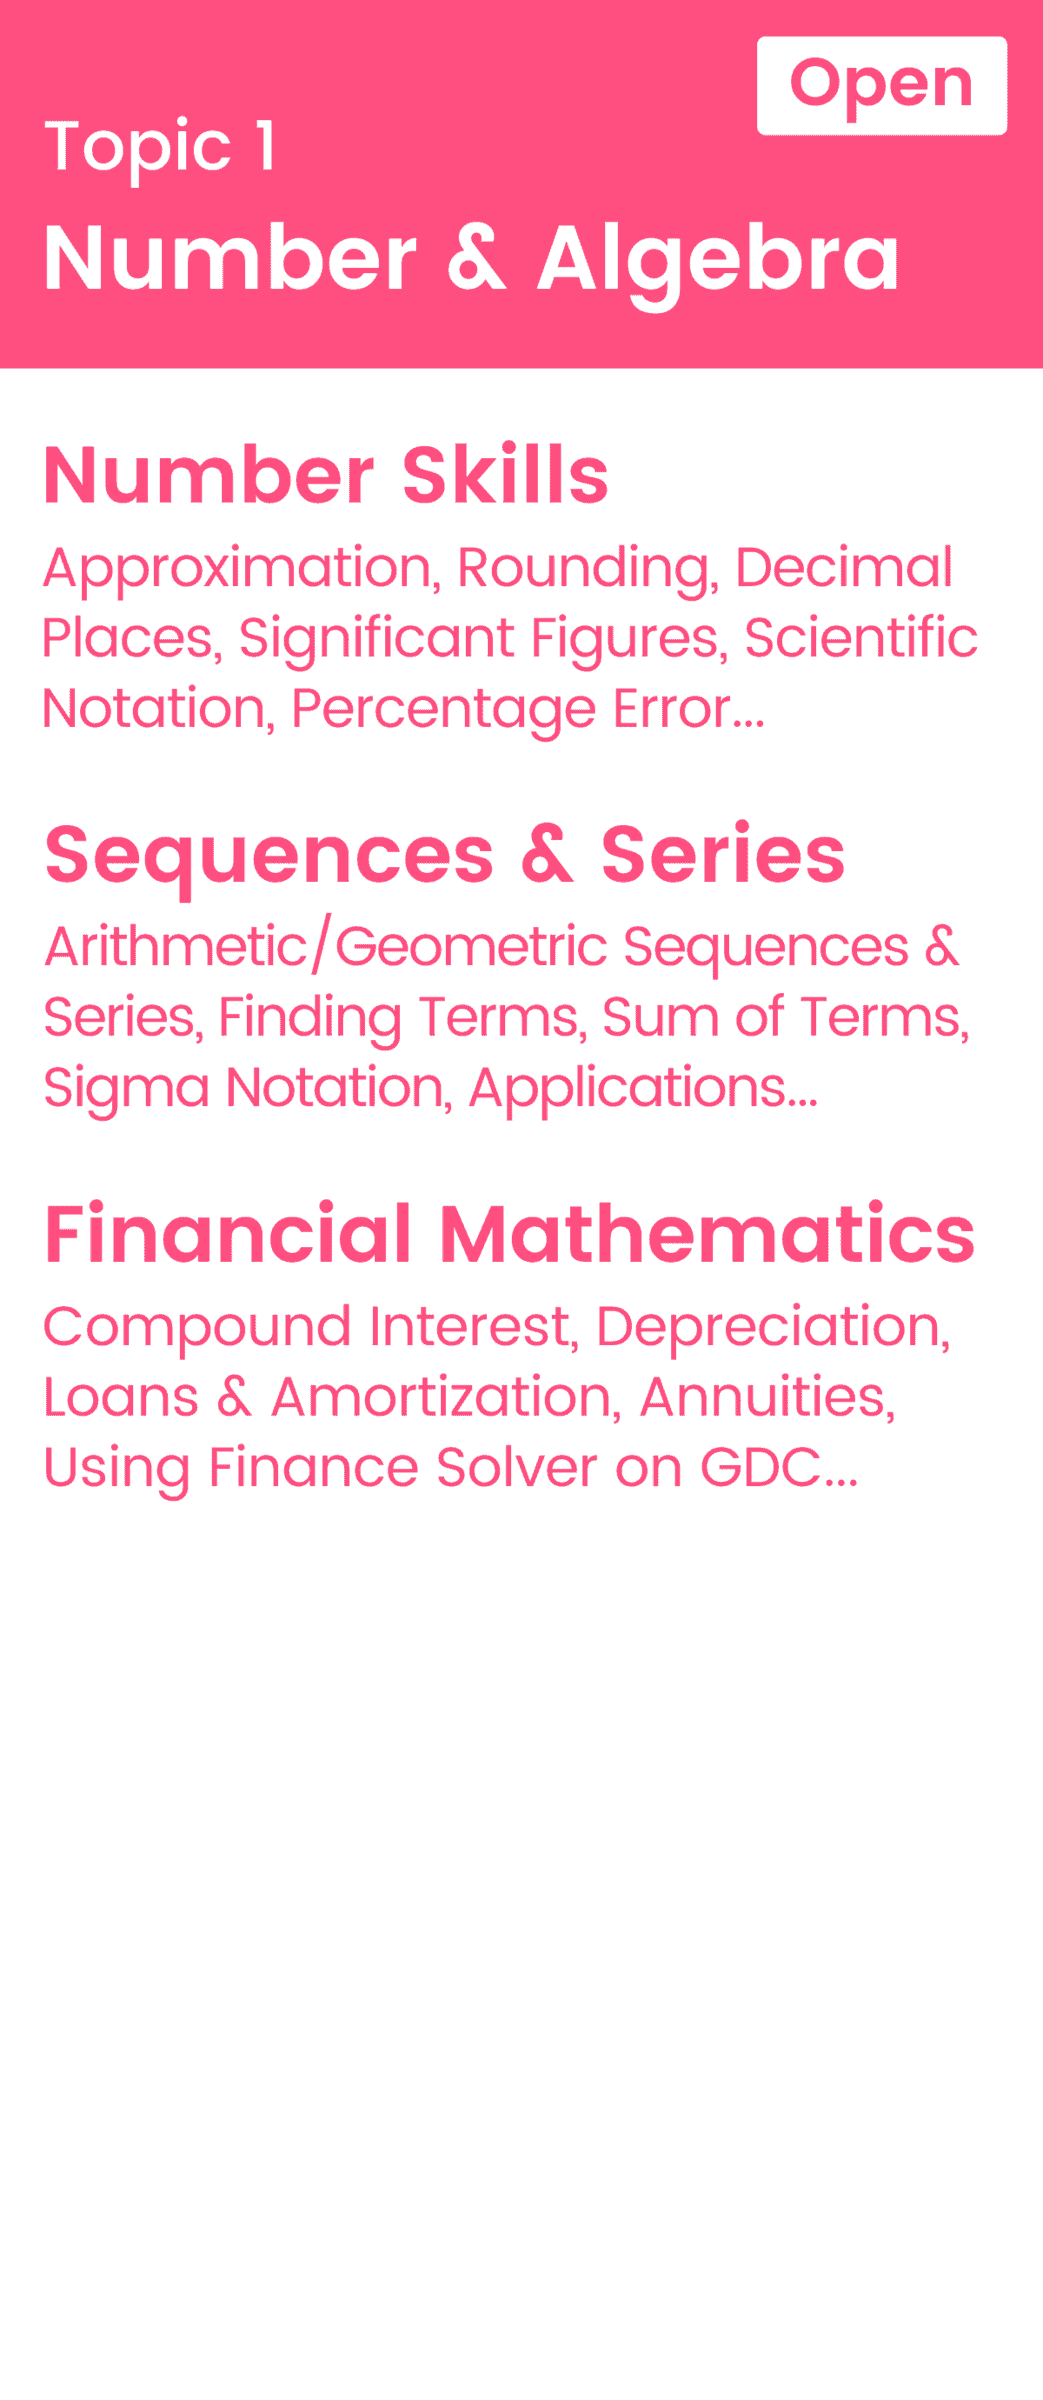 Open
Topic 1
Number & Algebra
Number Skills
Approximation, Rounding, Decimal
Places, Significant Figures, Scientific
Notation, Percentage Error...
Sequences & Series
Arithmetic/Geometric Sequences &
Series, Finding Terms, Sum of Terms,
Sigma Notation, Applications...
Financial Mathematics
Compound Interest, Depreciation,
Loans & Amortization, Annuities,
Using Finance Solver on GDC...